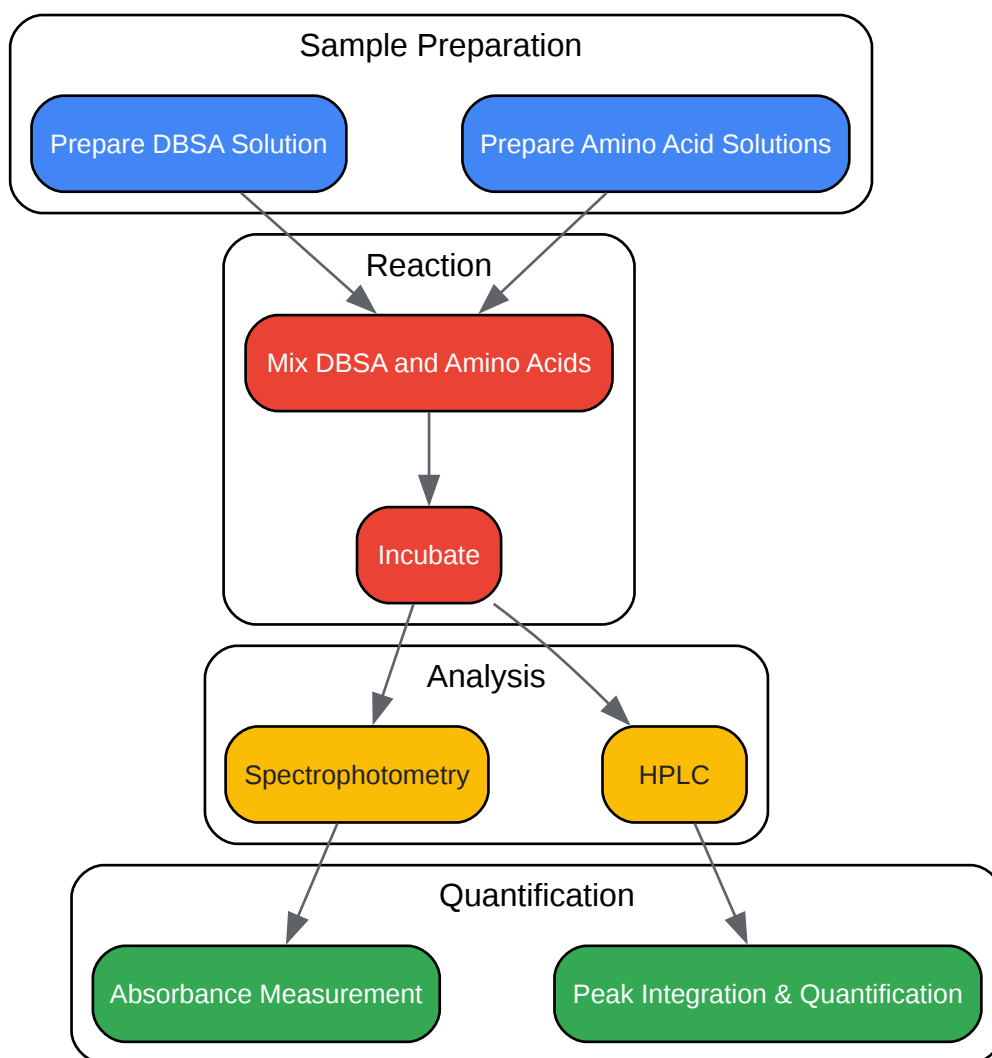 Sample Preparation
Prepare DBSA Solution
Prepare Amino Acid Solutions
Reaction
Mix DBSA and Amino Acids
Incubate
Analysis
Spectrophotometry
HPLC
Quantification
Absorbance Measurement
Peak Integration & Quantification